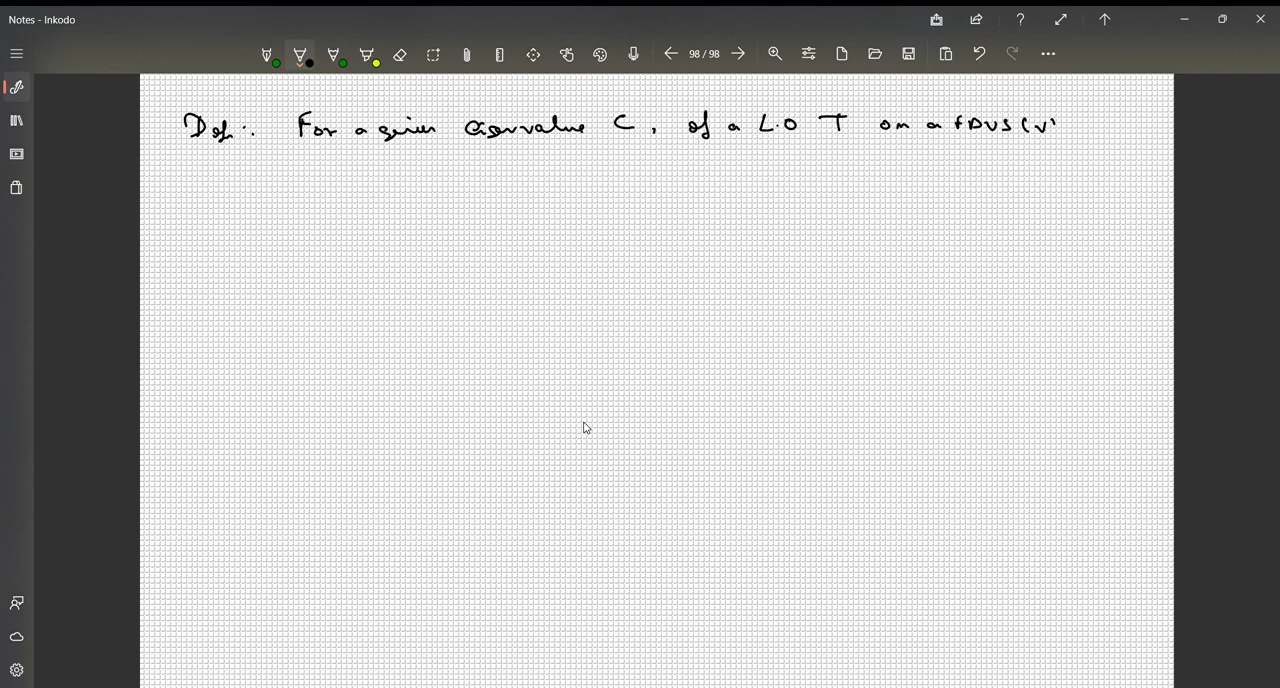 Notes - Inkodo
98 / 98
Def :. For a given eigenvalue C, of a L.O T on a FDVS (V)